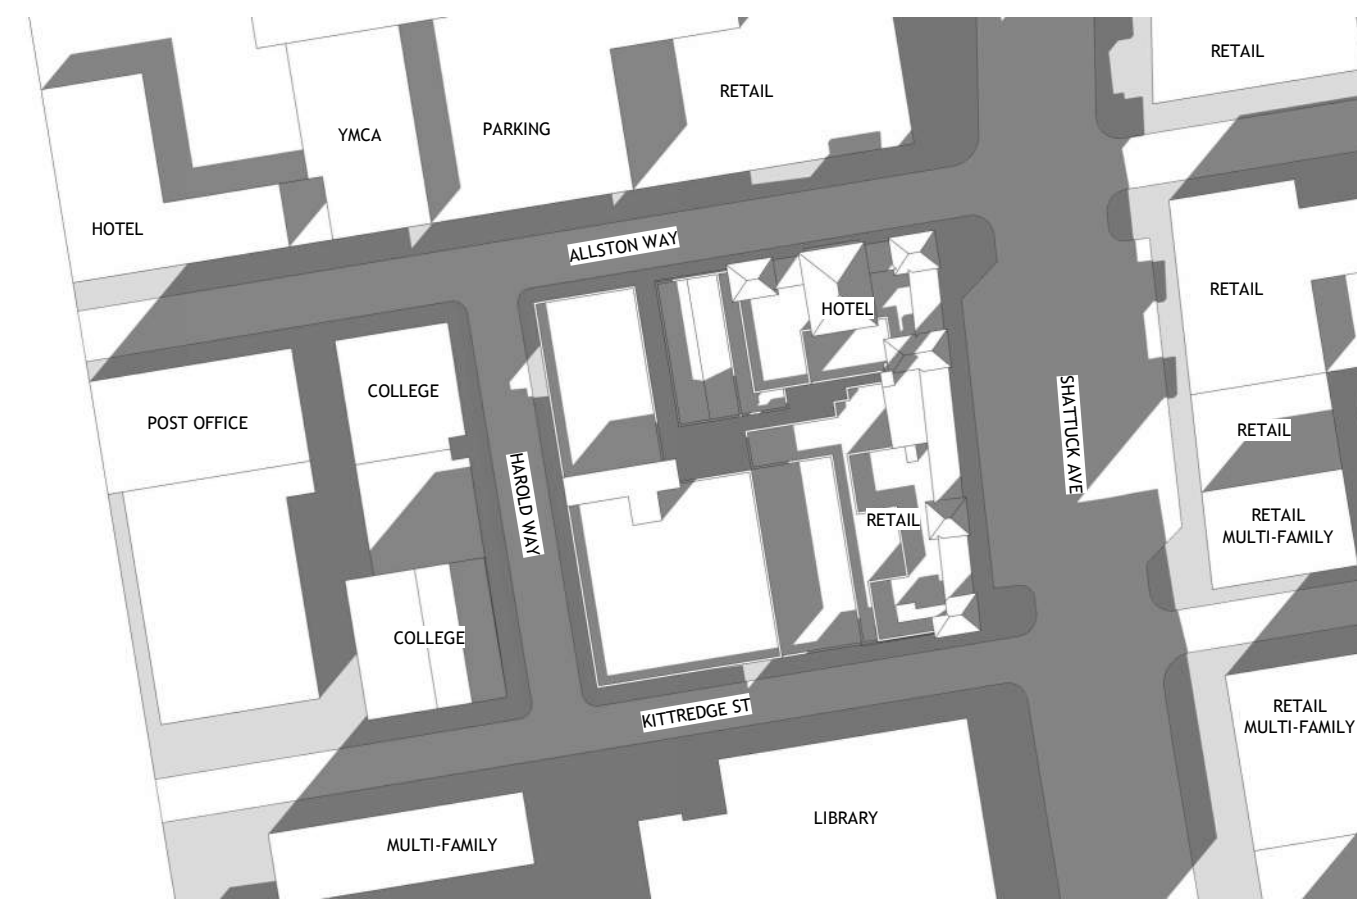 RETAIL
RETAIL
PARKING
YMCA
HOTEL
ALLSTON WAY
HOTEL
RETAIL
COLLEGE
POST OFFICE
SHATTUCK AVE
RETAIL
HAROLD WAY
RETAIL
RETAIL
MULTI-FAMILY
COLLEGE
KITTREDGE ST
RETAIL
MULTI-FAMILY
LIBRARY
MULTI-FAMILY